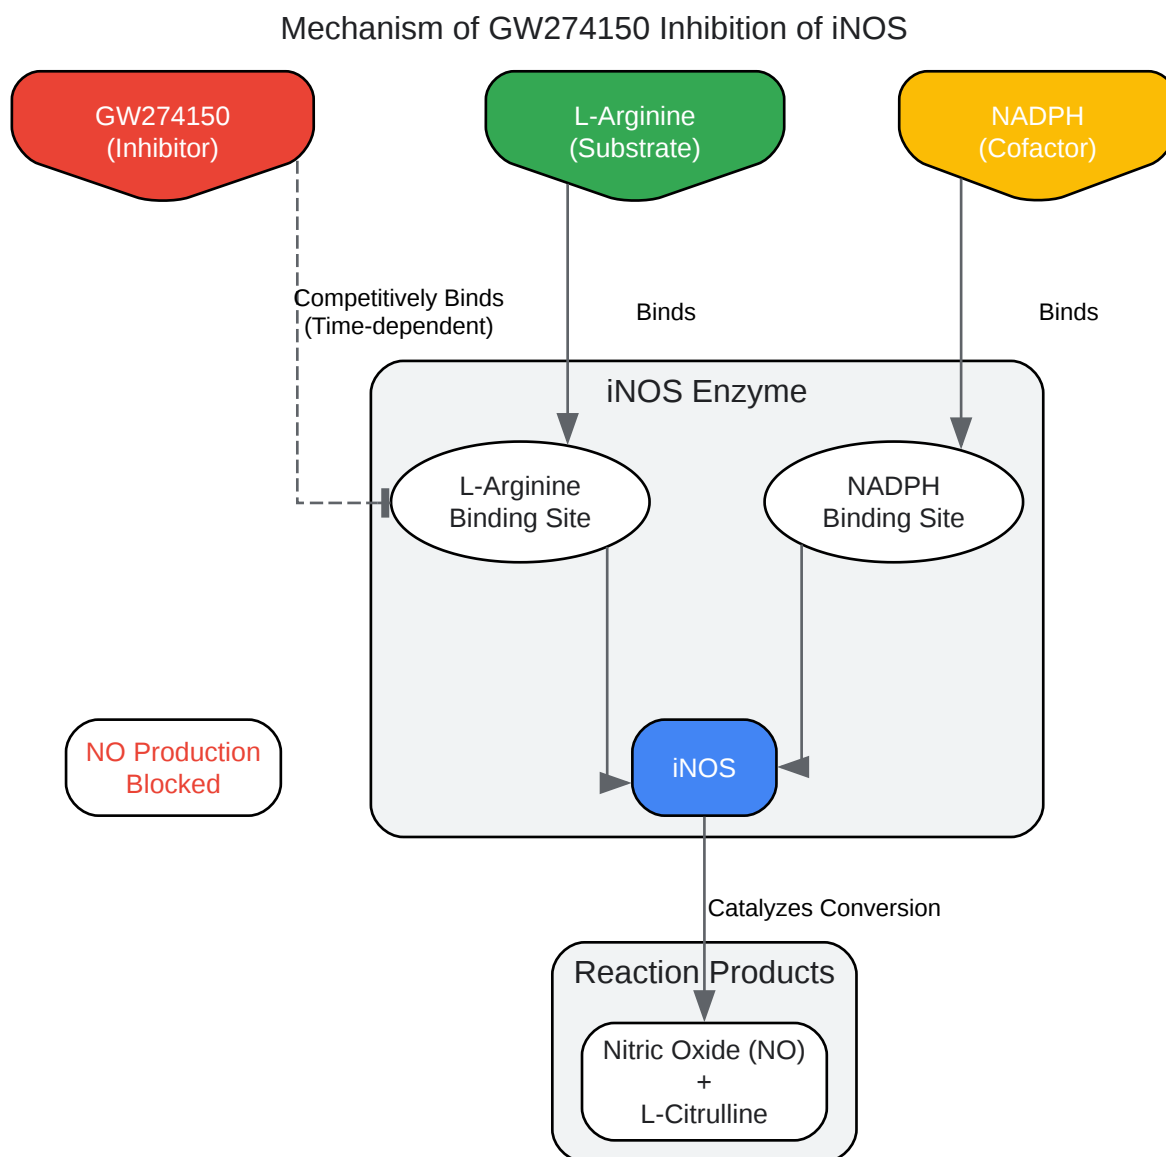 Mechanism of GW274150 Inhibition of iNOS
GW274150
(Inhibitor)
L-Arginine
(Substrate)
NADPH
(Cofactor)
Competitively Binds
(Time-dependent)
Binds
Binds
iNOS Enzyme
L-Arginine
Binding Site
NADPH
Binding Site
NO Production
Blocked
iNOS
Catalyzes Conversion
Reaction Products
Nitric Oxide (NO)
+
L-Citrulline